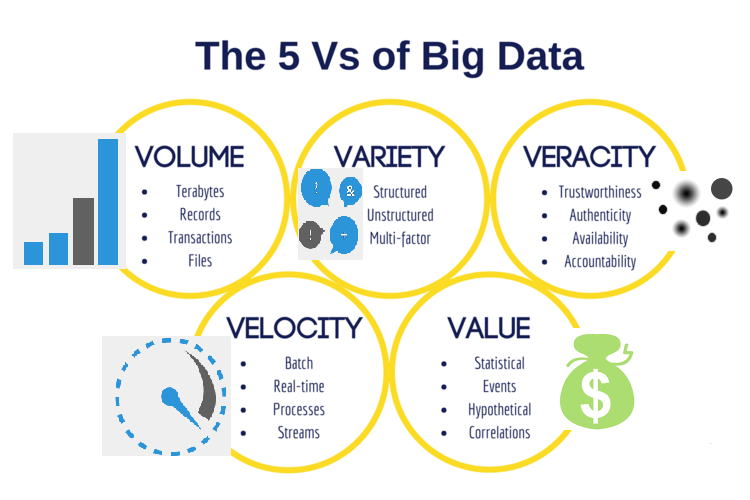 The 5 Vs of Big Data
VOLUME
• Terabytes
• Records
• Transactions
• Files
VARIETY
Structured
Unstructured
Multi-factor
VERACITY
• Trustworthiness
• Authenticity
• Availability
• Accountability
VELOCITY
• Batch
• Real-time
• Processes
• Streams
VALUE
• Statistical
• Events
• Hypothetical
• Correlations
&
$